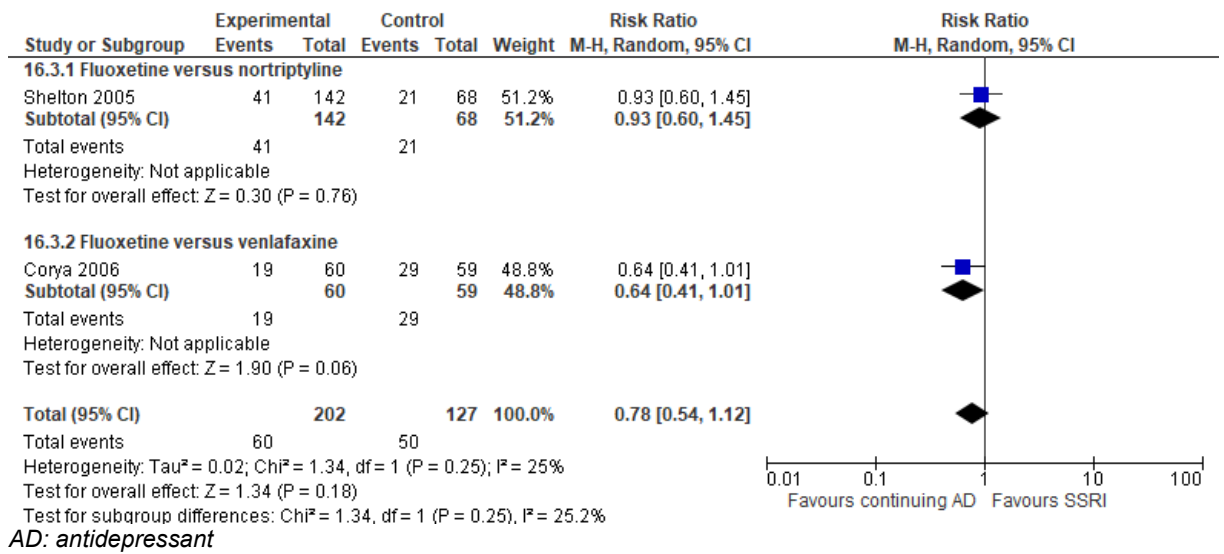 Experimental Control Risk Ratio Risk Ratio
Study or Subgroup Events Total Events Total Weight M-H, Random, 95% CI M-H, Random, 95% CI
16.3.1 Fluoxetine versus nortriptyline
Shelton 2005 41 142 21 68 51.2% 0.93 [0.60, 1.45]
Subtotal (95% CI) 142 68 51.2% 0.93 [0.60, 1.45]
Total events 41 21
Heterogeneity: Not applicable
Test for overall effect: Z = 0.30 (P = 0.76)
16.3.2 Fluoxetine versus venlafaxine
Corya 2006 19 60 29 59 48.8% 0.64 [0.41, 1.01]
Subtotal (95% CI) 60 59 48.8% 0.64 [0.41, 1.01]
Total events 19 29
Heterogeneity: Not applicable
Test for overall effect: Z = 1.90 (P = 0.06)
Total (95% CI) 202 127 100.0% 0.78 [0.54, 1.12]
Total events 60 50
Heterogeneity: Tau² = 0.02; Chi² = 1.34, df = 1 (P = 0.25); I² = 25%
Test for overall effect: Z = 1.34 (P = 0.18)
Test for subgroup differences: Chi² = 1.34, df = 1 (P = 0.25), I² = 25.2%
0.01 0.1 1 10 100
Favours continuing AD Favours SSRI
AD: antidepressant